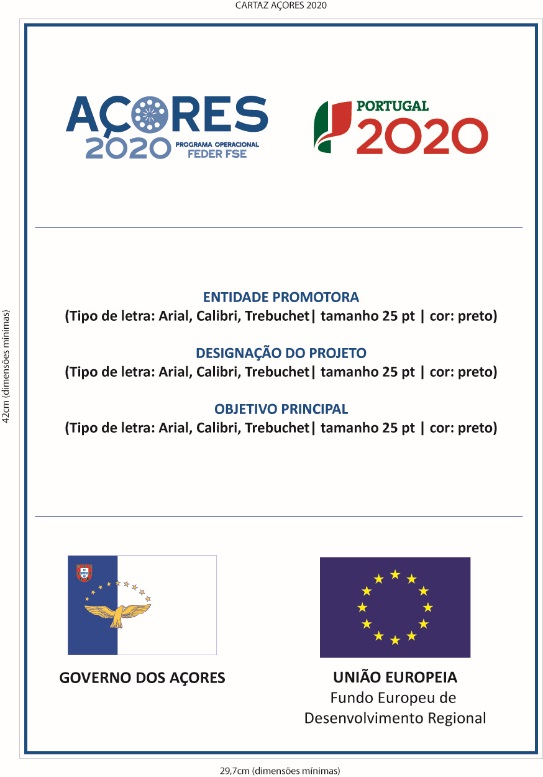 CARTAZ AÇORES 2020
AÇORES
2020 PROGRAMA OPERACIONAL
FEDER FSE
PORTUGAL
2020
ENTIDADE PROMOTORA
(Tipo de letra: Arial, Calibri, Trebuchet| tamanho 25 pt | cor: preto)
DESIGNAÇÃO DO PROJETO
(Tipo de letra: Arial, Calibri, Trebuchet| tamanho 25 pt | cor: preto)
OBJETIVO PRINCIPAL
(Tipo de letra: Arial, Calibri, Trebuchet| tamanho 25 pt | cor: preto)
42cm (dimensões mínimas)
GOVERNO DOS AÇORES
UNIÃO EUROPEIA
Fundo Europeu de
Desenvolvimento Regional
29,7cm (dimensões mínimas)